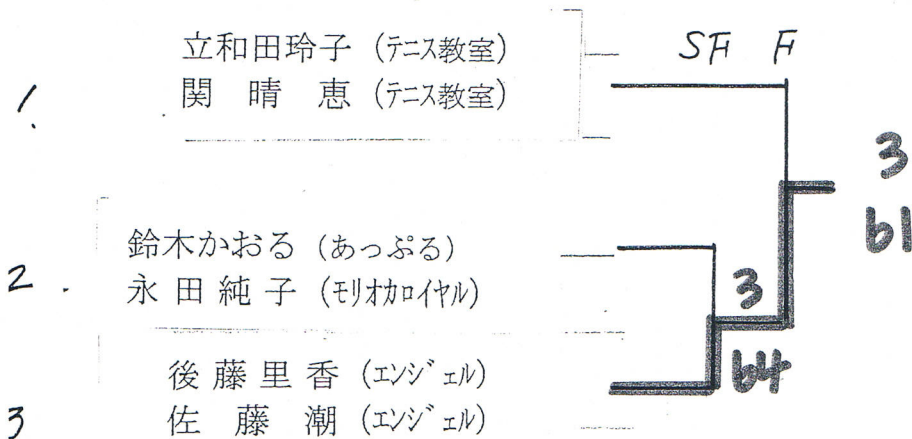 SF F
立和田玲子 (テニス教室)
1. 関 晴 恵 (テニス教室)
3
61
鈴木かおる (あっぷる)
2. 永田純子 (モリオカロイヤル)
3
64
後藤里香 (エンジェル)
3 佐 藤 潮 (エンジェル)